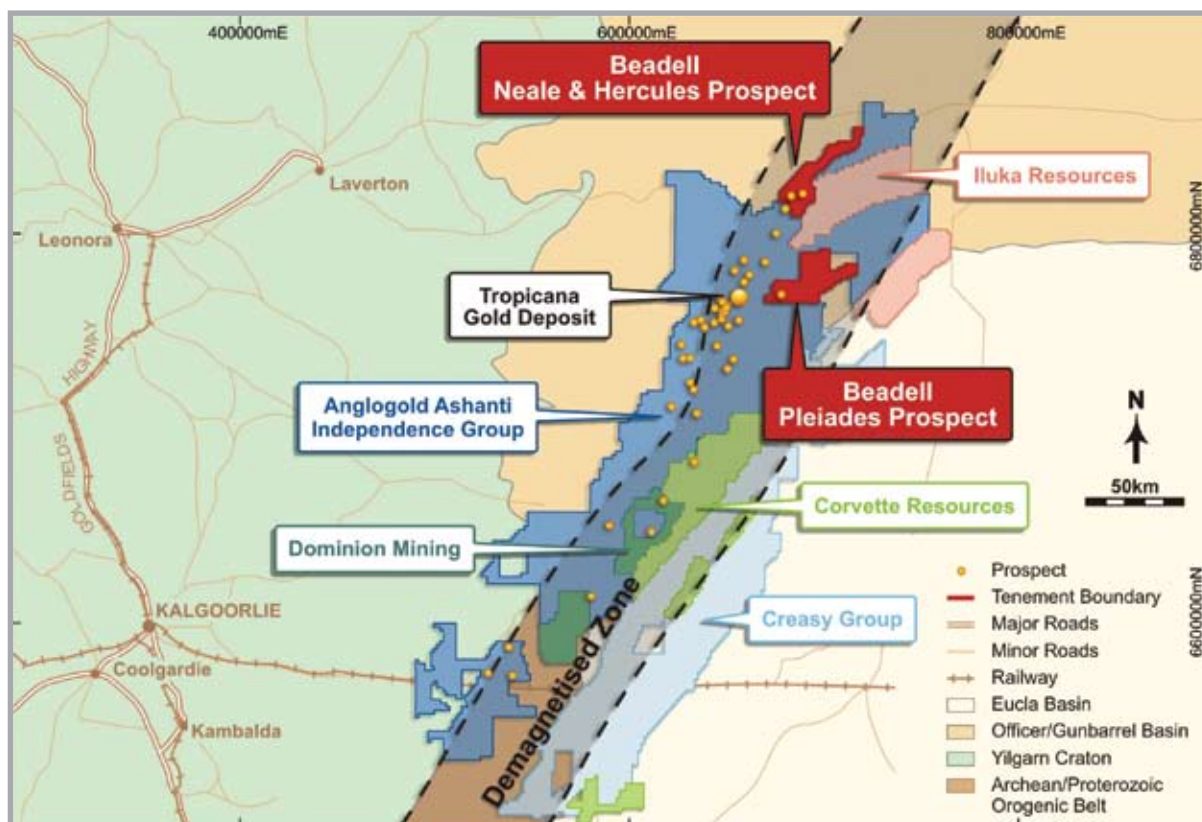 400000mE
600000mE
800000mE
Beadell
Neale & Hercules Prospect
Laverton
Iluka Resources
Leonora
6800000mN
Tropicana
Gold Deposit
HIGHWAY
Anglogold Ashanti
Independence Group
Beadell
Pleiades Prospect
N
GOLDFIELDS
50km
Corvette Resources
Dominion Mining
Prospect
Tenement Boundary
KALGOORLIE
Creasy Group
Major Roads
6600000mN
Minor Roads
Coolgardie
Railway
Demagnetised Zone
Eucla Basin
Kambalda
Officer/Gunbarrel Basin
Yilgarn Craton
Archean/Proterozoic
Orogenic Belt